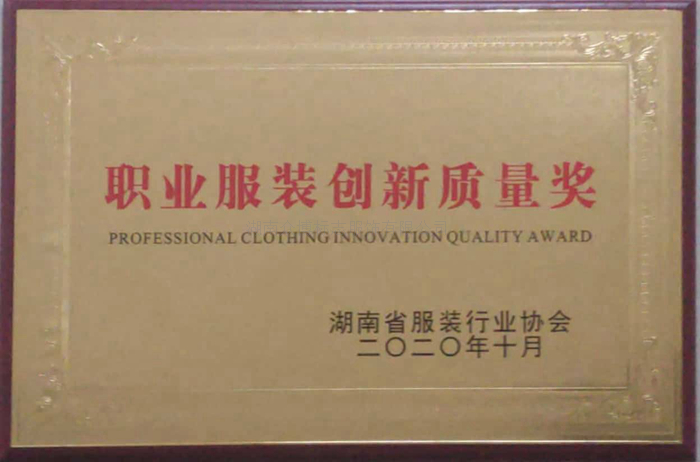 职业服装创新质量奖
PROFESSIONAL CLOTHING INNOVATION QUALITY AWARD
湖南省服装行业协会
二〇二〇年十月